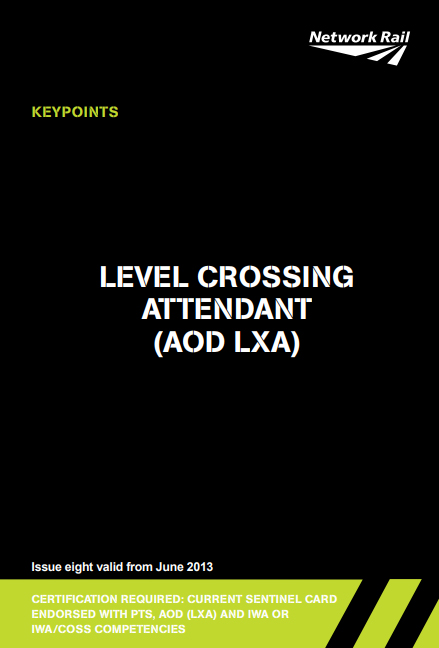 Network Rail
KEYPOINTS
LEVEL CROSSING
ATTENDANT
(AOD LXA)
Issue eight valid from June 2013
CERTIFICATION REQUIRED: CURRENT SENTINEL CARD
ENDORSED WITH PTS, AOD (LXA) AND IWA OR
IWA/COSS COMPETENCIES